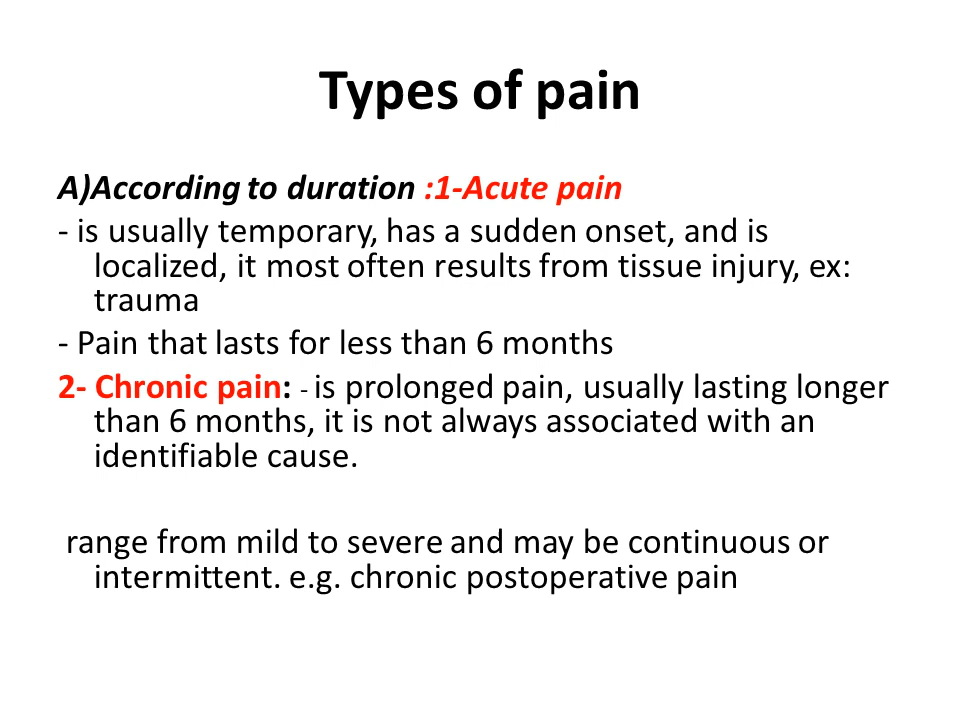 Types of pain
A)According to duration :1-Acute pain
- is usually temporary, has a sudden onset, and is
localized, it most often results from tissue injury, ex:
trauma
- Pain that lasts for less than 6 months
2- Chronic pain: - is prolonged pain, usually lasting longer
than 6 months, it is not always associated with an
identifiable cause.
range from mild to severe and may be continuous or
intermittent. e.g. chronic postoperative pain